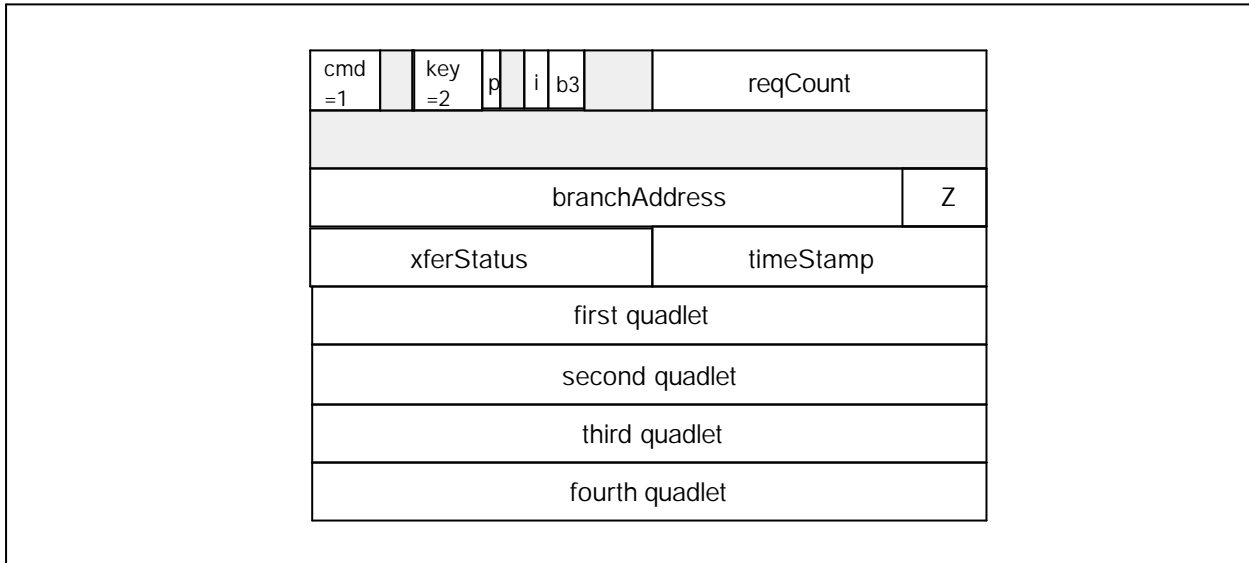 cmd key p i b3 reqCount
=1 =2
branchAddress Z
xferStatus timeStamp
first quadlet
second quadlet
third quadlet
fourth quadlet